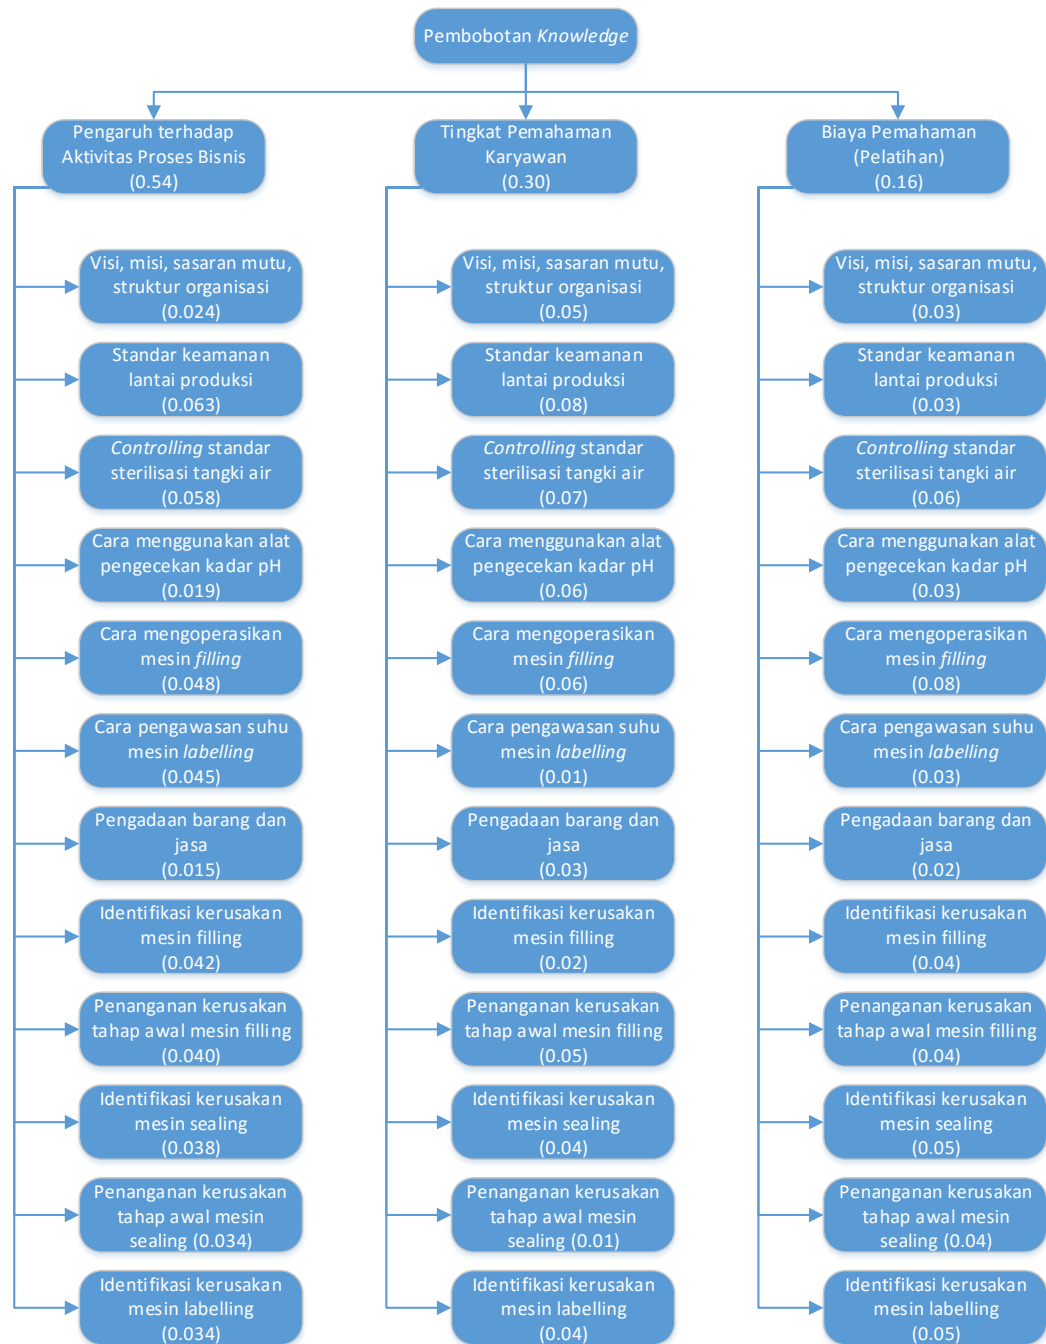 Pembobotan Knowledge
Pengaruh terhadap
Aktivitas Proses Bisnis
(0.54)
Visi, misi, sasaran mutu,
struktur organisasi
(0.024)
Standar keamanan
lantai produksi
(0.063)
Controlling standar
sterilisasi tangki air
(0.058)
Cara menggunakan alat
pengecekan kadar pH
(0.019)
Cara mengoperasikan
mesin filling
(0.048)
Cara pengawasan suhu
mesin labelling
(0.045)
Pengadaan barang dan
jasa
(0.015)
Identifikasi kerusakan
mesin filling
(0.042)
Penanganan kerusakan
tahap awal mesin filling
(0.040)
Identifikasi kerusakan
mesin sealing
(0.038)
Penanganan kerusakan
tahap awal mesin
sealing (0.034)
Identifikasi kerusakan
mesin labelling
(0.034)
Tingkat Pemahaman
Karyawan
(0.30)
Visi, misi, sasaran mutu,
struktur organisasi
(0.05)
Standar keamanan
lantai produksi
(0.08)
Controlling standar
sterilisasi tangki air
(0.07)
Cara menggunakan alat
pengecekan kadar pH
(0.06)
Cara mengoperasikan
mesin filling
(0.06)
Cara pengawasan suhu
mesin labelling
(0.01)
Pengadaan barang dan
jasa
(0.03)
Identifikasi kerusakan
mesin filling
(0.02)
Penanganan kerusakan
tahap awal mesin filling
(0.05)
Identifikasi kerusakan
mesin sealing
(0.04)
Penanganan kerusakan
tahap awal mesin
sealing (0.01)
Identifikasi kerusakan
mesin labelling
(0.04)
Biaya Pemahaman
(Pelatihan)
(0.16)
Visi, misi, sasaran mutu,
struktur organisasi
(0.03)
Standar keamanan
lantai produksi
(0.03)
Controlling standar
sterilisasi tangki air
(0.06)
Cara menggunakan alat
pengecekan kadar pH
(0.03)
Cara mengoperasikan
mesin filling
(0.08)
Cara pengawasan suhu
mesin labelling
(0.03)
Pengadaan barang dan
jasa
(0.02)
Identifikasi kerusakan
mesin filling
(0.04)
Penanganan kerusakan
tahap awal mesin filling
(0.04)
Identifikasi kerusakan
mesin sealing
(0.05)
Penanganan kerusakan
tahap awal mesin
sealing (0.04)
Identifikasi kerusakan
mesin labelling
(0.05)